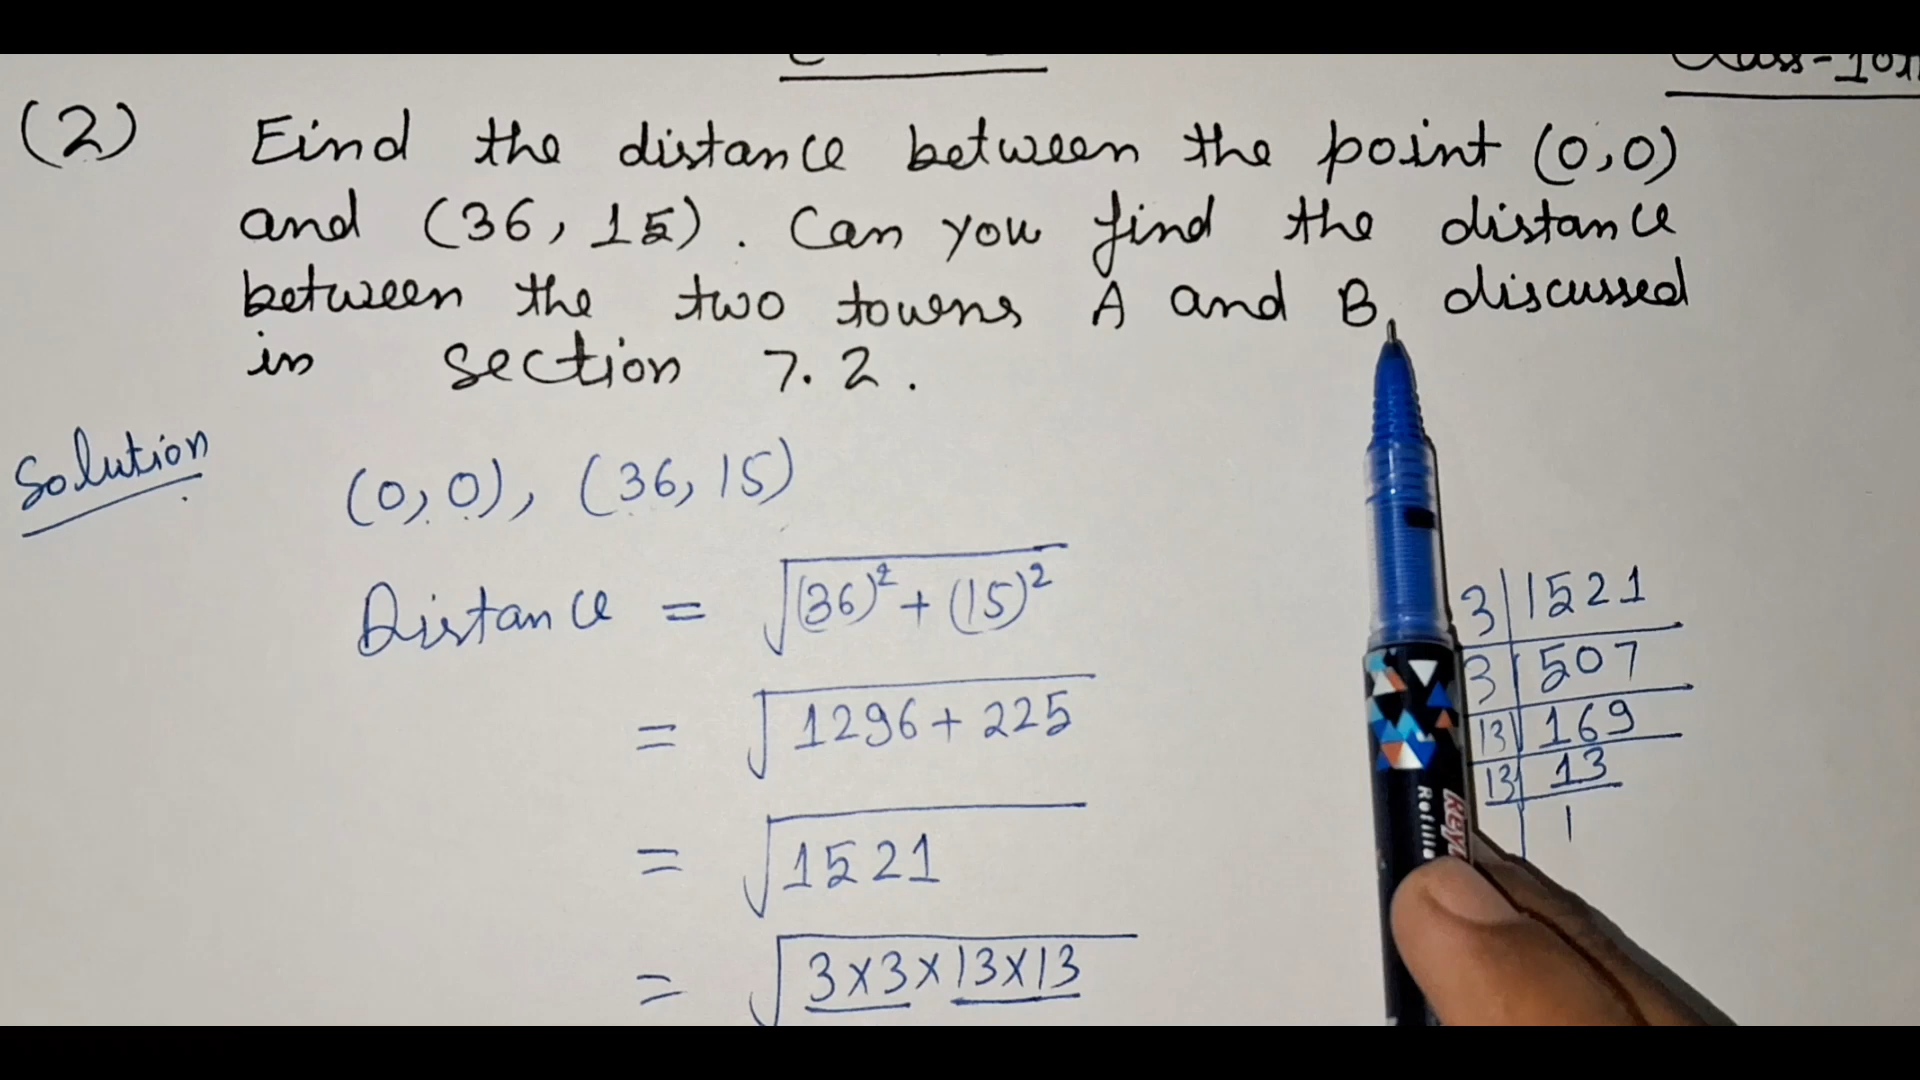 Class-10th
(2) Find the distance between the point (0,0)
and (36, 15). Can you find the distance
between the two towns A and B, discussed
in section 7.2.
Solution
(0,0), (36, 15)
Distance = √(36)² + (15)²
= √1296 + 225
= √1521
= √3×3×13×13
3 | 1521
3 | 507
13 | 169
13 | 13
| 1